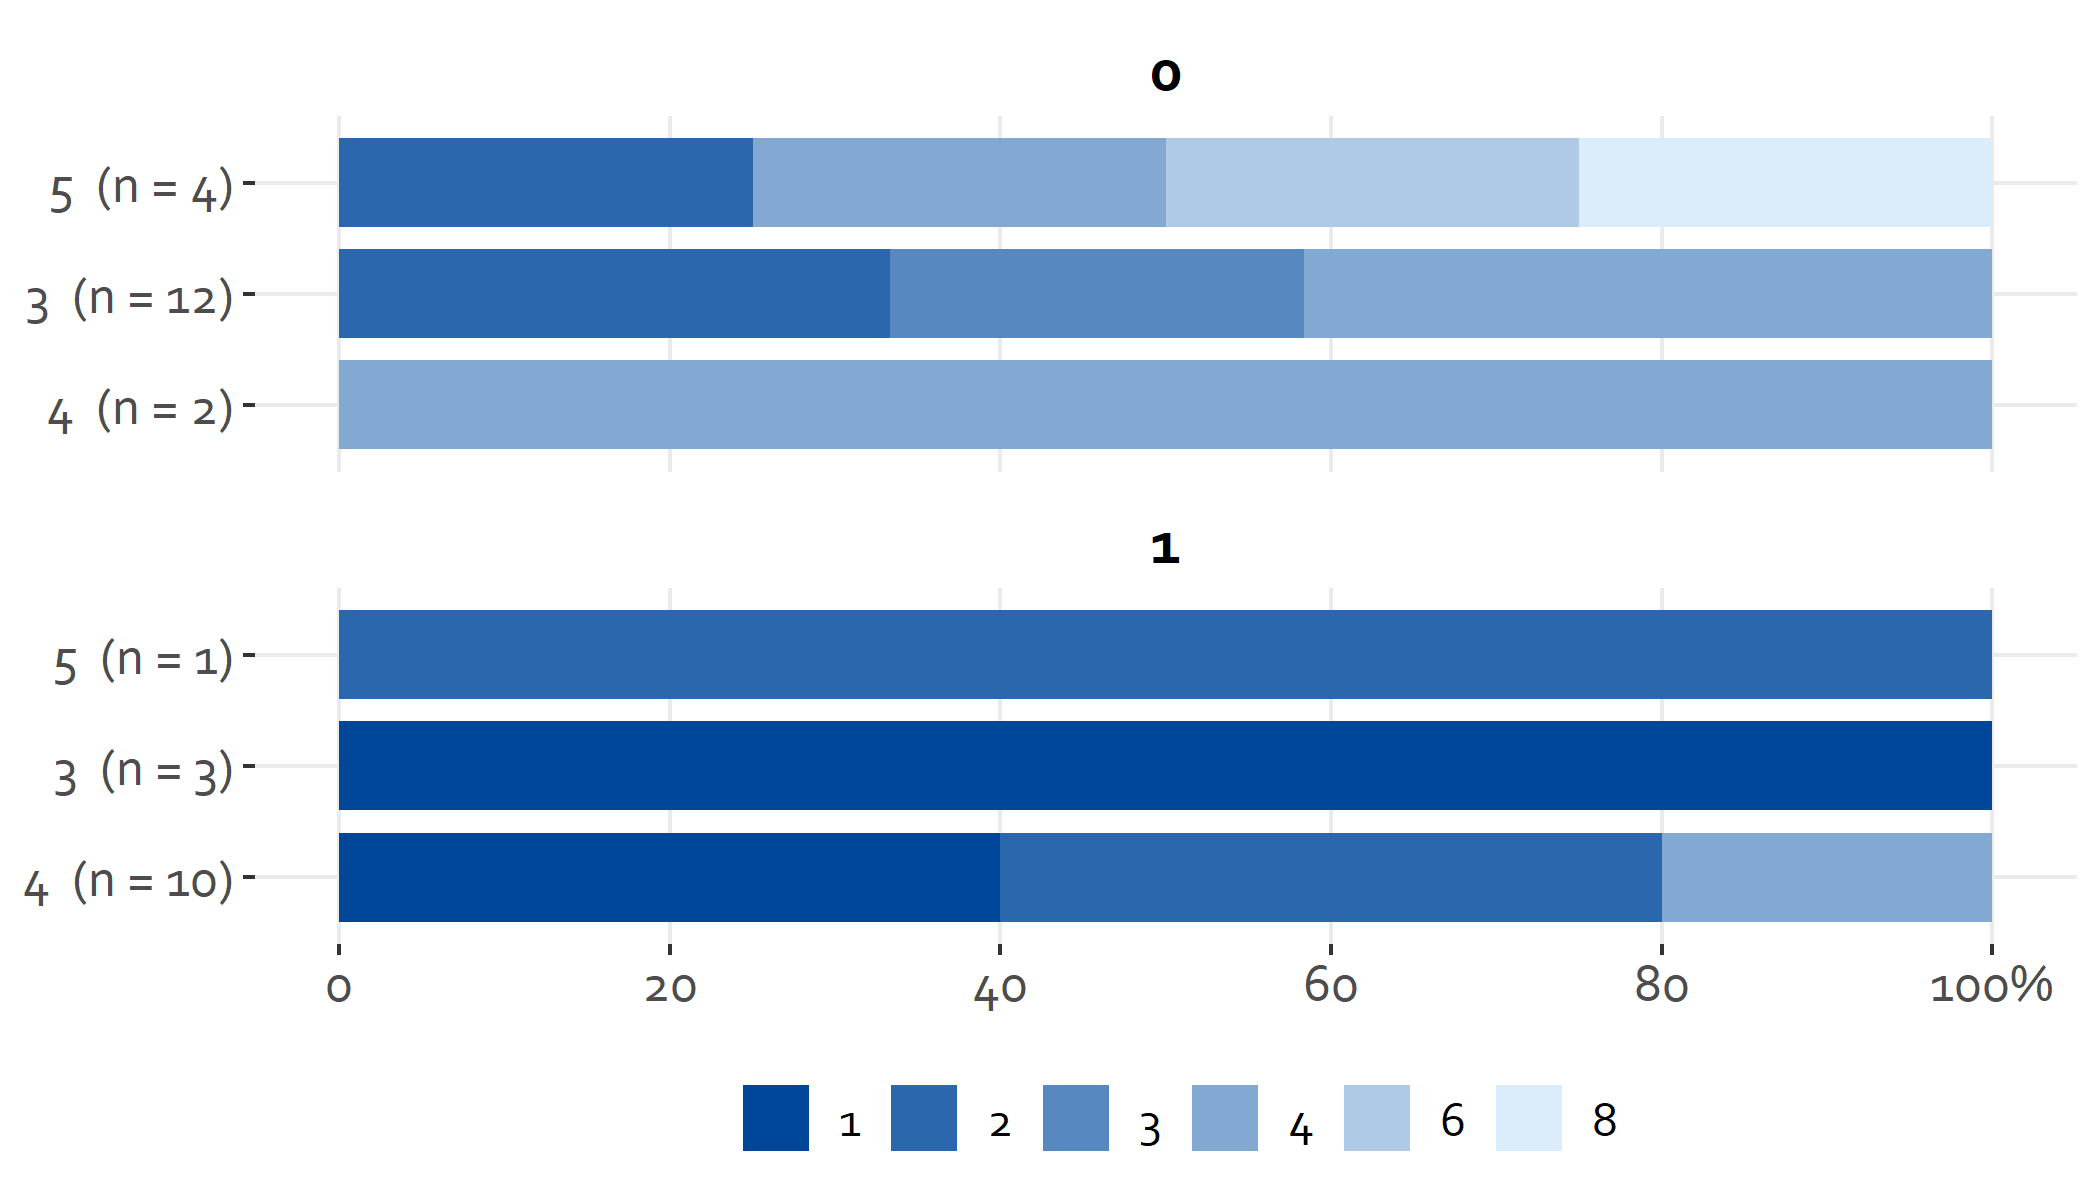 0
5 (n = 4)
3 (n = 12)
4 (n = 2)
1
5 (n = 1)
3 (n = 3)
4 (n = 10)
0 20 40 60 80 100%
1 2 3 4 6 8